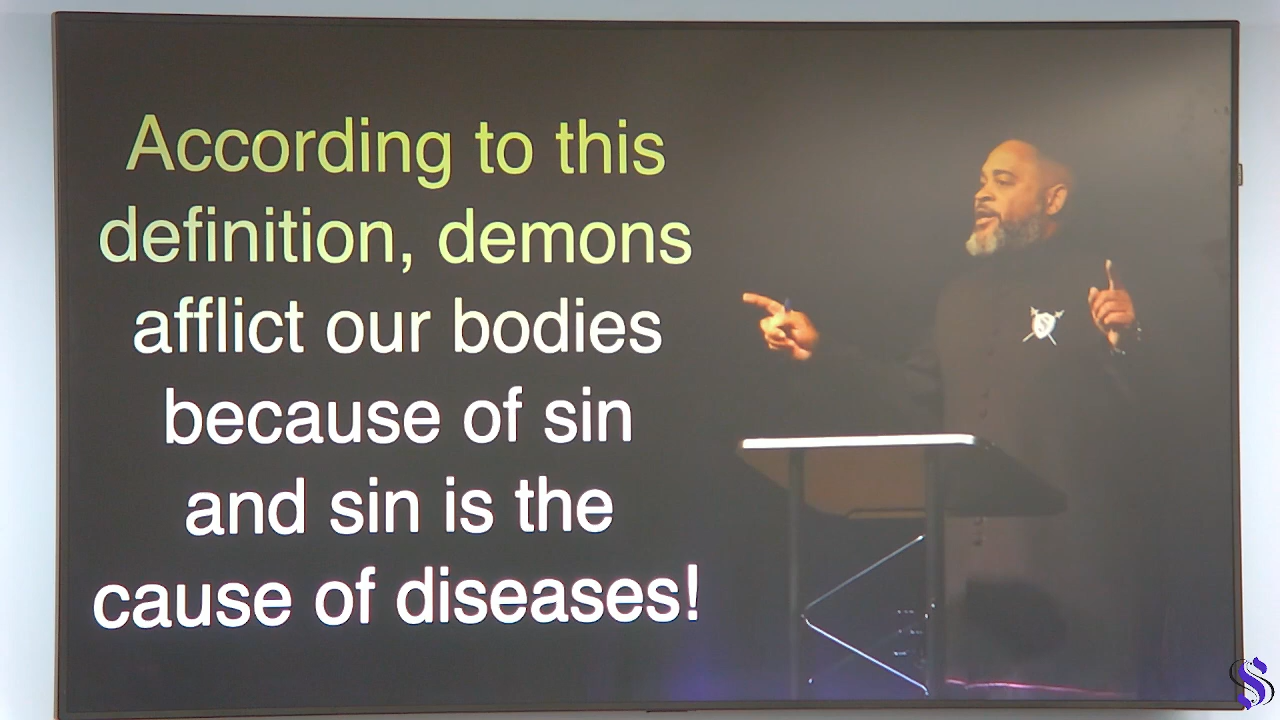 According to this
definition, demons
afflict our bodies
because of sin
and sin is the
cause of diseases!
S
S